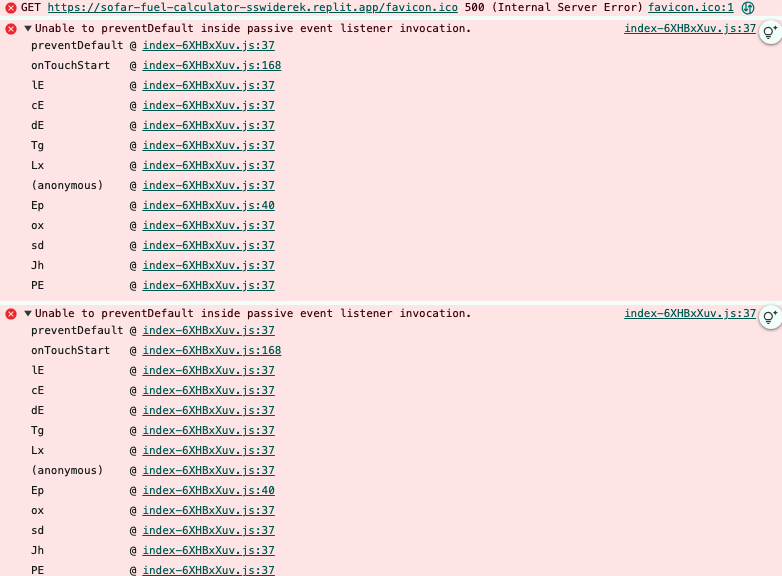 GET https://sofar-fuel-calculator-sswiderek.replit.app/favicon.ico 500 (Internal Server Error) favicon.ico:1
Unable to preventDefault inside passive event listener invocation. index-6XHBxXuv.js:37
preventDefault @ index-6XHBxXuv.js:37
onTouchStart @ index-6XHBxXuv.js:168
lE @ index-6XHBxXuv.js:37
cE @ index-6XHBxXuv.js:37
dE @ index-6XHBxXuv.js:37
Tg @ index-6XHBxXuv.js:37
Lx @ index-6XHBxXuv.js:37
(anonymous) @ index-6XHBxXuv.js:37
Ep @ index-6XHBxXuv.js:40
ox @ index-6XHBxXuv.js:37
sd @ index-6XHBxXuv.js:37
Jh @ index-6XHBxXuv.js:37
PE @ index-6XHBxXuv.js:37
Unable to preventDefault inside passive event listener invocation. index-6XHBxXuv.js:37
preventDefault @ index-6XHBxXuv.js:37
onTouchStart @ index-6XHBxXuv.js:168
lE @ index-6XHBxXuv.js:37
cE @ index-6XHBxXuv.js:37
dE @ index-6XHBxXuv.js:37
Tg @ index-6XHBxXuv.js:37
Lx @ index-6XHBxXuv.js:37
(anonymous) @ index-6XHBxXuv.js:37
Ep @ index-6XHBxXuv.js:40
ox @ index-6XHBxXuv.js:37
sd @ index-6XHBxXuv.js:37
Jh @ index-6XHBxXuv.js:37
PE @ index-6XHBxXuv.js:37